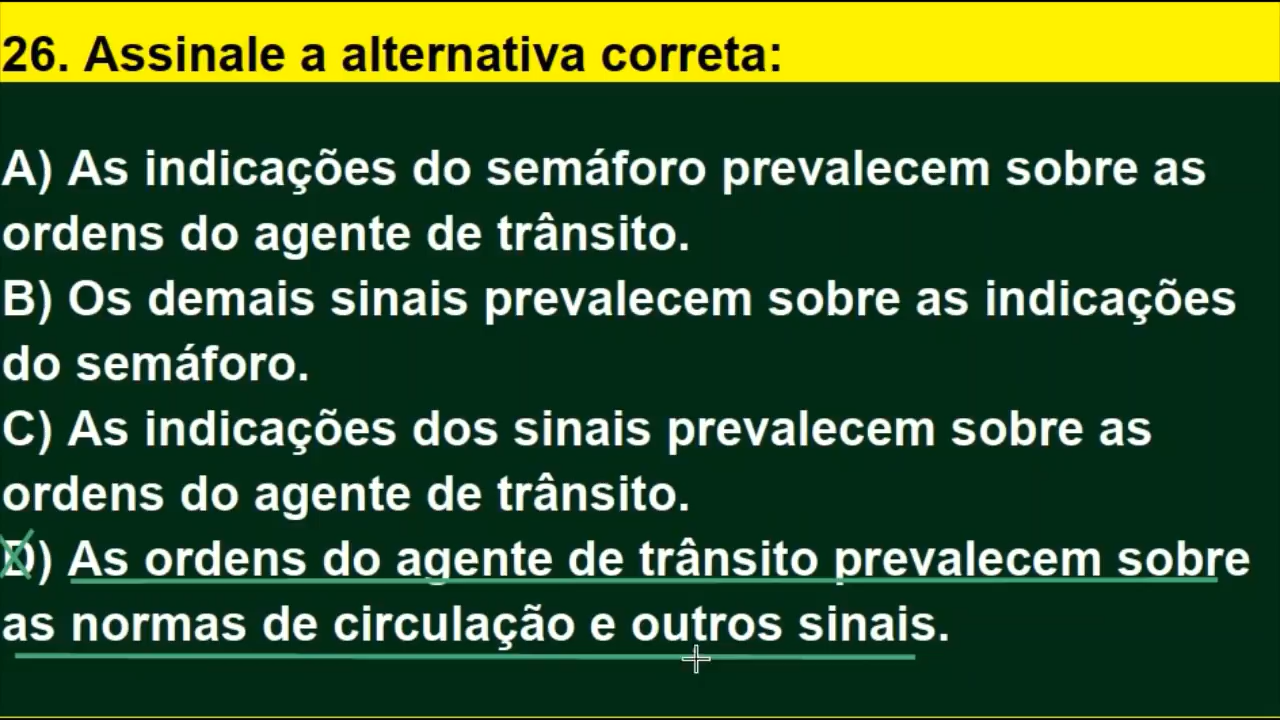 26. Assinale a alternativa correta:
A) As indicações do semáforo prevalecem sobre as
ordens do agente de trânsito.
B) Os demais sinais prevalecem sobre as indicações
do semáforo.
C) As indicações dos sinais prevalecem sobre as
ordens do agente de trânsito.
D) As ordens do agente de trânsito prevalecem sobre
as normas de circulação e outros sinais.